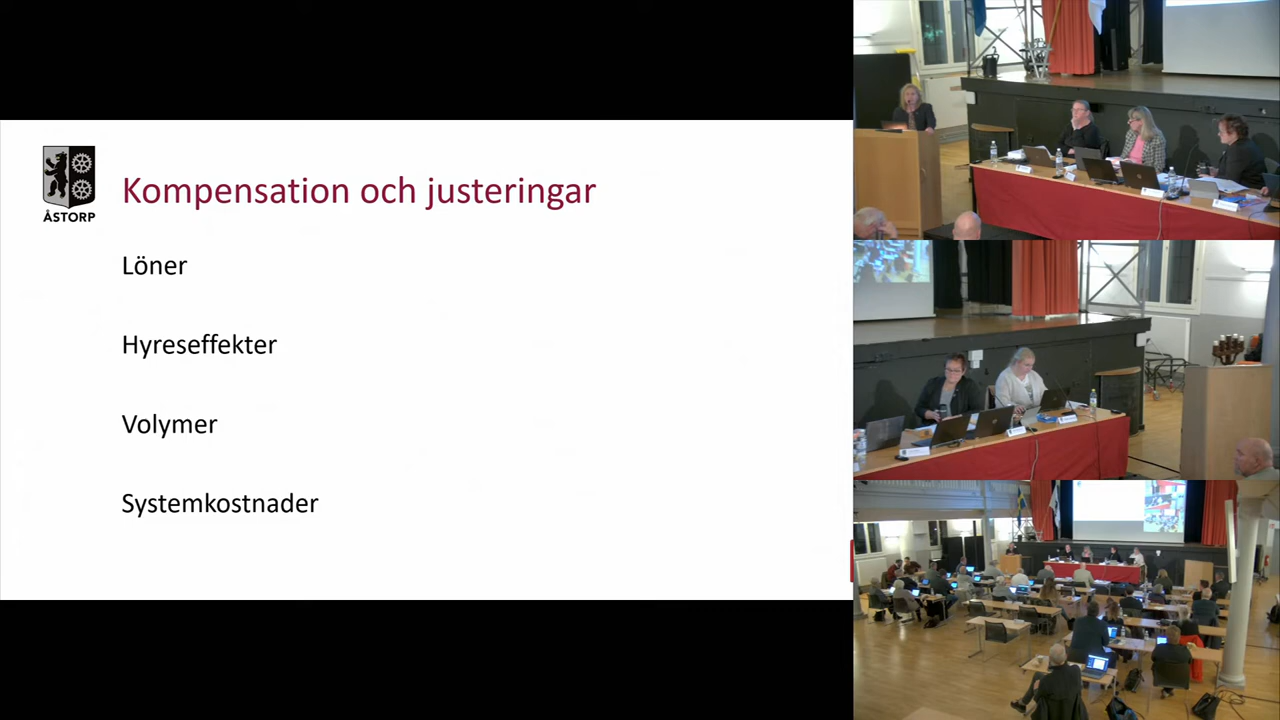 ÅSTORP
Kompensation och justeringar
Löner
Hyreseffekter
Volymer
Systemkostnader